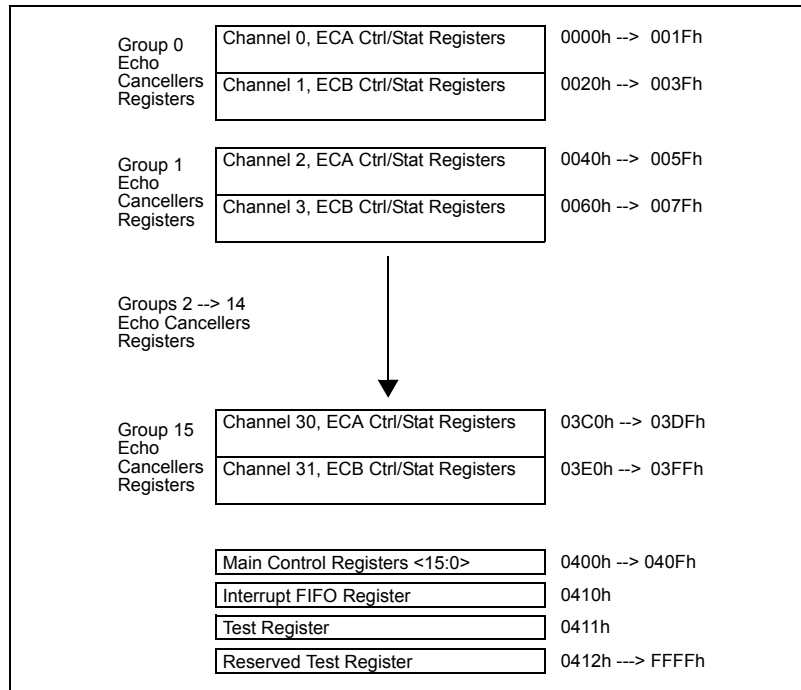 Group 0
Echo
Cancellers
Registers
Channel 0, ECA Ctrl/Stat Registers
0000h --> 001Fh
Channel 1, ECB Ctrl/Stat Registers
0020h --> 003Fh
Group 1
Echo
Cancellers
Registers
Channel 2, ECA Ctrl/Stat Registers
0040h --> 005Fh
Channel 3, ECB Ctrl/Stat Registers
0060h --> 007Fh
Groups 2 --> 14
Echo Cancellers
Registers
Group 15
Echo
Cancellers
Registers
Channel 30, ECA Ctrl/Stat Registers
03C0h --> 03DFh
Channel 31, ECB Ctrl/Stat Registers
03E0h --> 03FFh
Main Control Registers <15:0>
0400h --> 040Fh
Interrupt FIFO Register
0410h
Test Register
0411h
Reserved Test Register
0412h ---> FFFFh